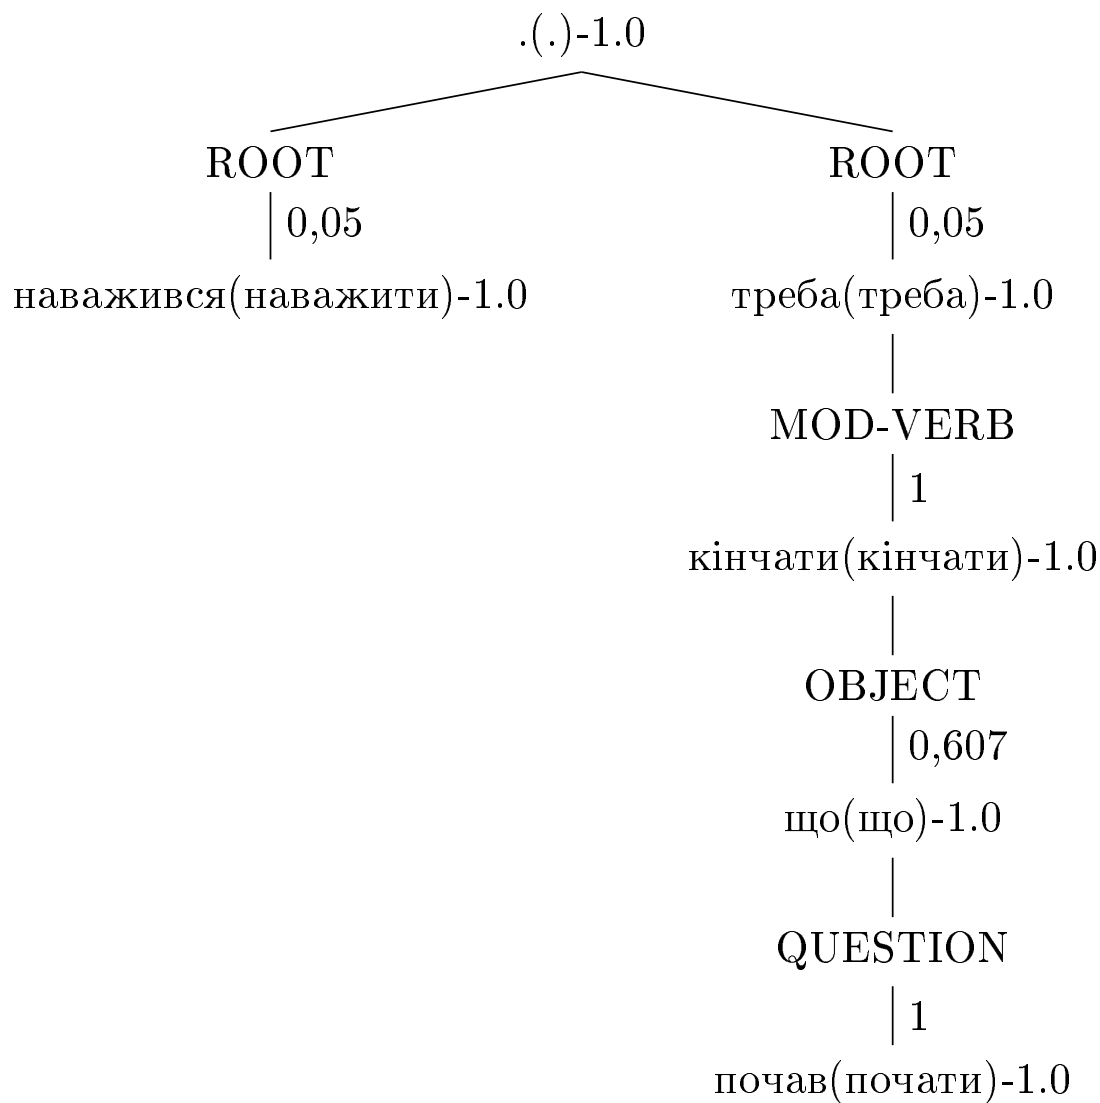 .(.)-1.0
ROOT ROOT
0,05 0,05
наважився(наважити)-1.0 треба(треба)-1.0
MOD-VERB
1
кінчати(кінчати)-1.0
OBJECT
0,607
що(що)-1.0
QUESTION
1
почав(почати)-1.0